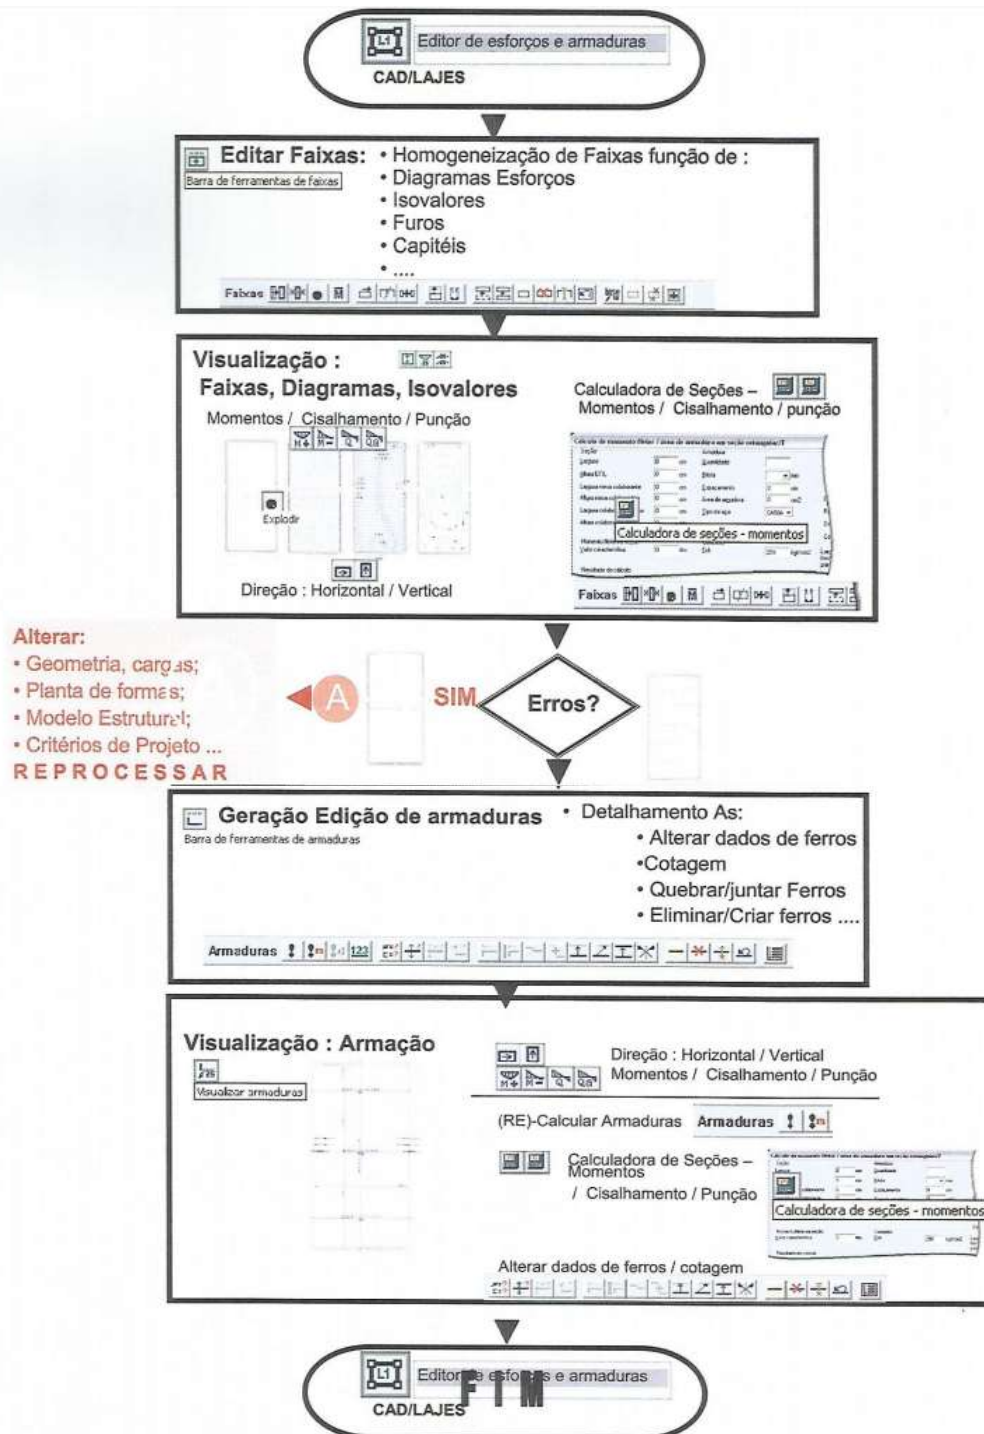 L1 Editor de esforços e armaduras
CAD/LAJES
Editar Faixas:
Barra de ferramentas de faixas
• Homogeneização de Faixas função de :
• Diagramas Esforços
• Isovalores
• Furos
• Capitéis
• ....
Faixas
Visualização :
Faixas, Diagramas, Isovalores
Momentos / Cisalhamento / Punção
Explodir
Direção : Horizontal / Vertical
Calculadora de Seções –
Momentos / Cisalhamento / punção
Calculadora de seções - momentos
Faixas
Alterar:
• Geometria, cargas;
• Planta de formas;
• Modelo Estrutural;
• Critérios de Projeto ...
REPROCESSAR
A
SIM
Erros?
Geração Edição de armaduras
Barra de ferramentas de armaduras
• Detalhamento As:
• Alterar dados de ferros
•Cotagem
• Quebrar/juntar Ferros
• Eliminar/Criar ferros ....
Armaduras 123
Visualização : Armação
Visualizar armaduras
Direção : Horizontal / Vertical
Momentos / Cisalhamento / Punção
(RE)-Calcular Armaduras Armaduras
Calculadora de Seções –
Momentos
/ Cisalhamento / Punção
Calculadora de seções - momentos
Alterar dados de ferros / cotagem
L1 Editor de esforços e armaduras
FIM
CAD/LAJES